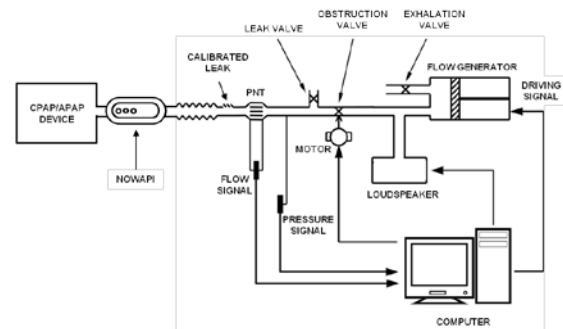 OBSTRUCTION
VALVE
EXHALATION
VALVE
LEAK VALVE
CALIBRATED
LEAK
PNT
FLOW GENERATOR
DRIVING
SIGNAL
CPAP/APAP
DEVICE
NOWAPI
MOTOR
FLOW
SIGNAL
LOUDSPEAKER
PRESSURE
SIGNAL
COMPUTER